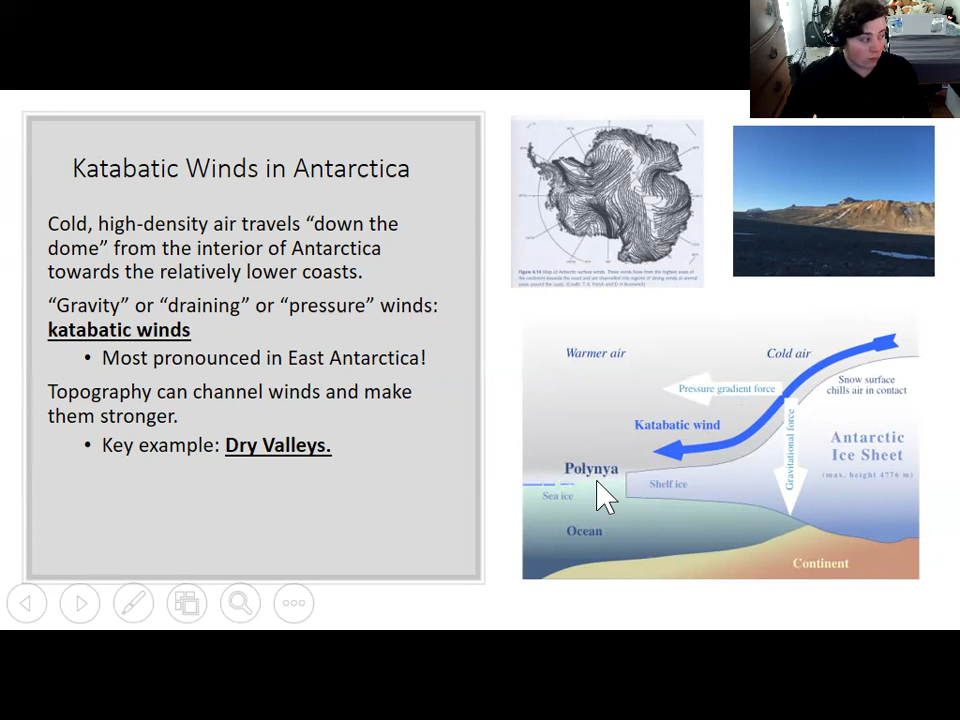 Katabatic Winds in Antarctica
Cold, high-density air travels “down the
dome” from the interior of Antarctica
towards the relatively lower coasts.
“Gravity” or “draining” or “pressure” winds:
katabatic winds
• Most pronounced in East Antarctica!
Topography can channel winds and make
them stronger.
• Key example: Dry Valleys.
Warmer air
Cold air
Snow surface
chills air in contact
Pressure gradient force
Katabatic wind
Gravitational force
Antarctic
Ice Sheet
(max. height 4776 m)
Polynya
Shelf ice
Sea ice
Ocean
Continent